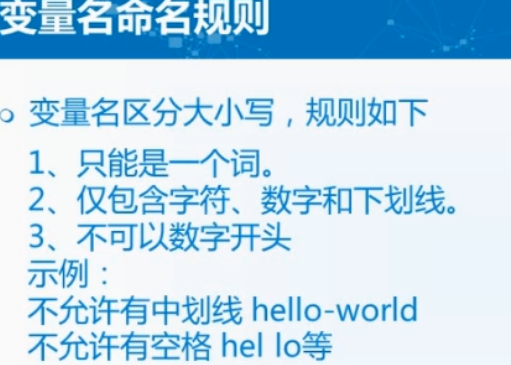 变量名命名规则
变量名区分大小写，规则如下
1、只能是一个词。
2、仅包含字符、数字和下划线。
3、不可以数字开头
示例：
不允许有中划线 hello-world
不允许有空格 hel lo等